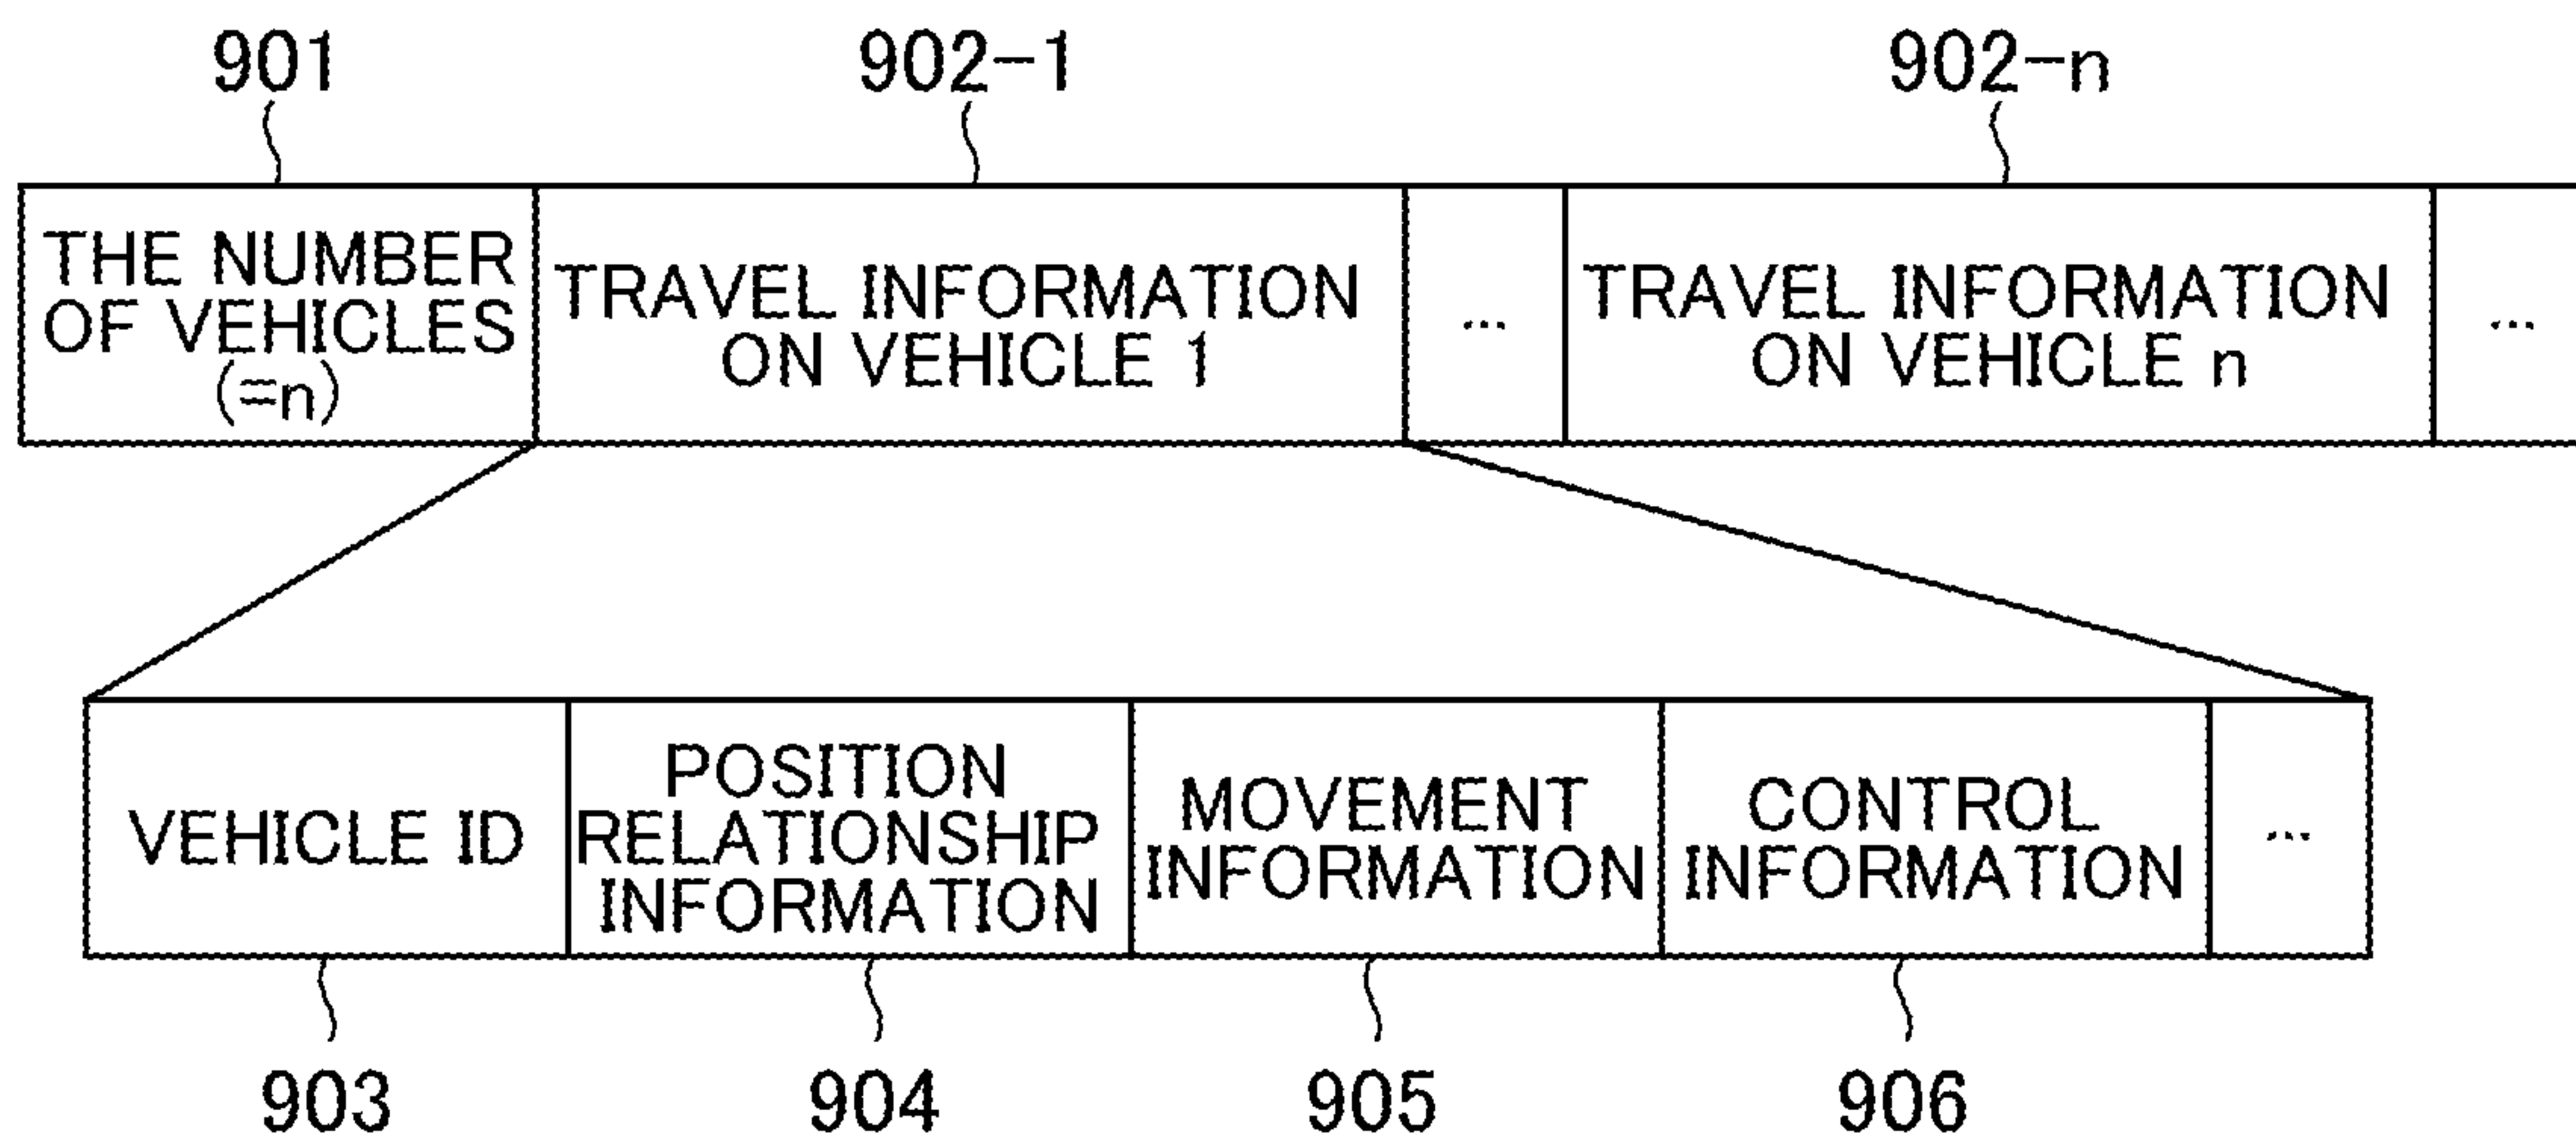 901
902-1
902-n
THE NUMBER
OF VEHICLES
(=n)
TRAVEL INFORMATION
ON VEHICLE 1
...
TRAVEL INFORMATION
ON VEHICLE n
...
VEHICLE ID
POSITION
RELATIONSHIP
INFORMATION
MOVEMENT
INFORMATION
CONTROL
INFORMATION
...
903
904
905
906